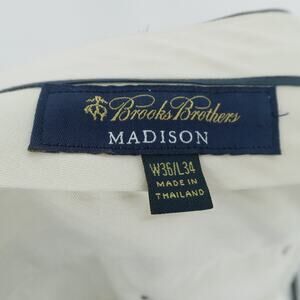 Brooks Brothers
MADISON
W36/L34
MADE IN
THAILAND